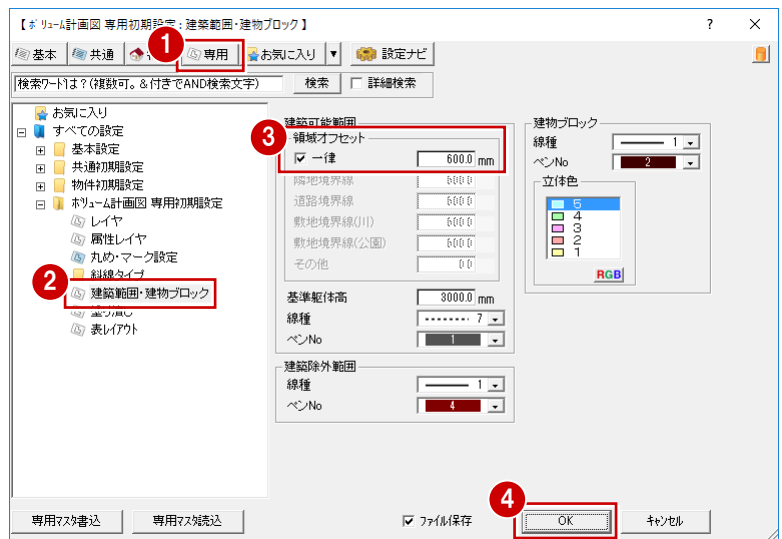 【ボリューム計画図 専用初期設定：建築範囲・建物ブロック】 ?
基本 共通 専用 お気に入り ▼ 設定ナビ
1
検索ワードは？(複数可。＆付きでAND検索文字) 検索 詳細検索
お気に入り
すべての設定
基本設定
共通初期設定
物件初期設定
ボリューム計画図 専用初期設定
レイヤ
属性レイヤ
丸め・マーク設定
斜線タイプ
2
建築範囲・建物ブロック
塗り潰し
表レイアウト
建築可能範囲
3
領域オフセット
一律 600.0 mm
隣地境界線 600.0
道路境界線 600.0
敷地境界線(川) 600.0
敷地境界線(公園) 600.0
その他 0.0
基準躯体高 3000.0 mm
線種 7
ペンNo 1
建築除外範囲
線種 1
ペンNo 4
建物ブロック
線種 1
ペンNo 2
立体色
5
4
3
2
1
RGB
4
専用マスタ書込 専用マスタ読込 ファイル保存 OK キャンセル